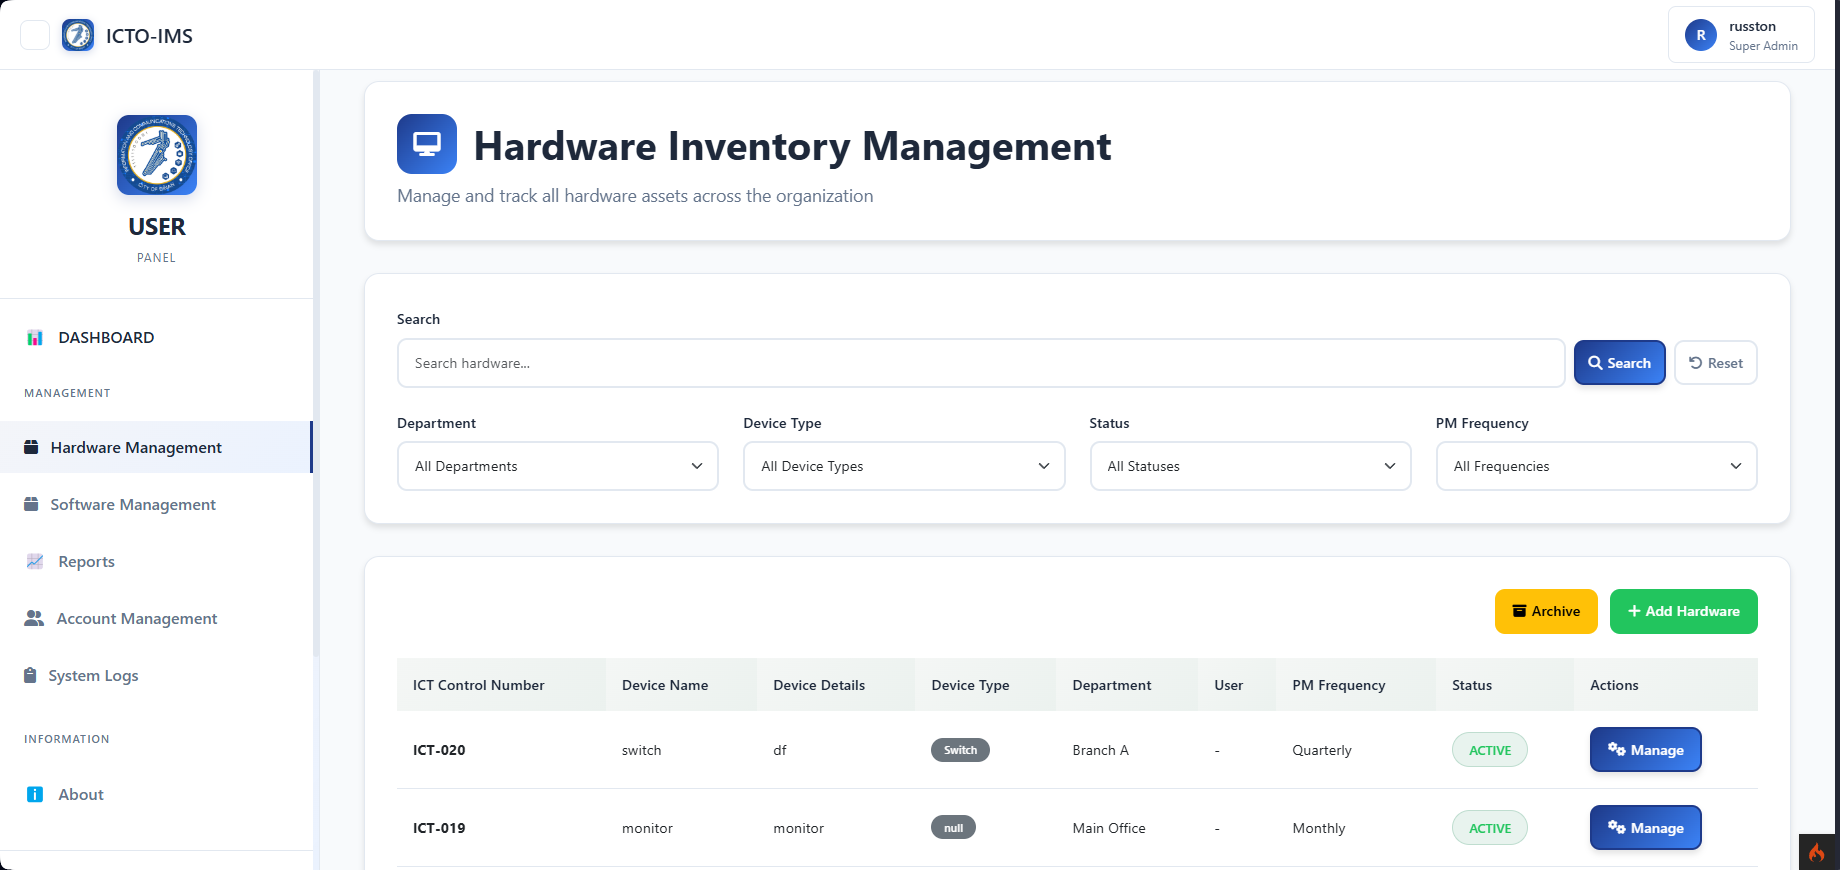 ICTO-IMS
R
russton
Super Admin
USER
PANEL
DASHBOARD
MANAGEMENT
Hardware Management
Software Management
Reports
Account Management
System Logs
INFORMATION
About
Hardware Inventory Management
Manage and track all hardware assets across the organization
Search
Search hardware...
Search
Reset
Department
Device Type
Status
PM Frequency
All Departments
All Device Types
All Statuses
All Frequencies
Archive
Add Hardware
ICT Control Number
Device Name
Device Details
Device Type
Department
User
PM Frequency
Status
Actions
ICT-020
switch
df
Switch
Branch A
-
Quarterly
ACTIVE
Manage
ICT-019
monitor
monitor
null
Main Office
-
Monthly
ACTIVE
Manage